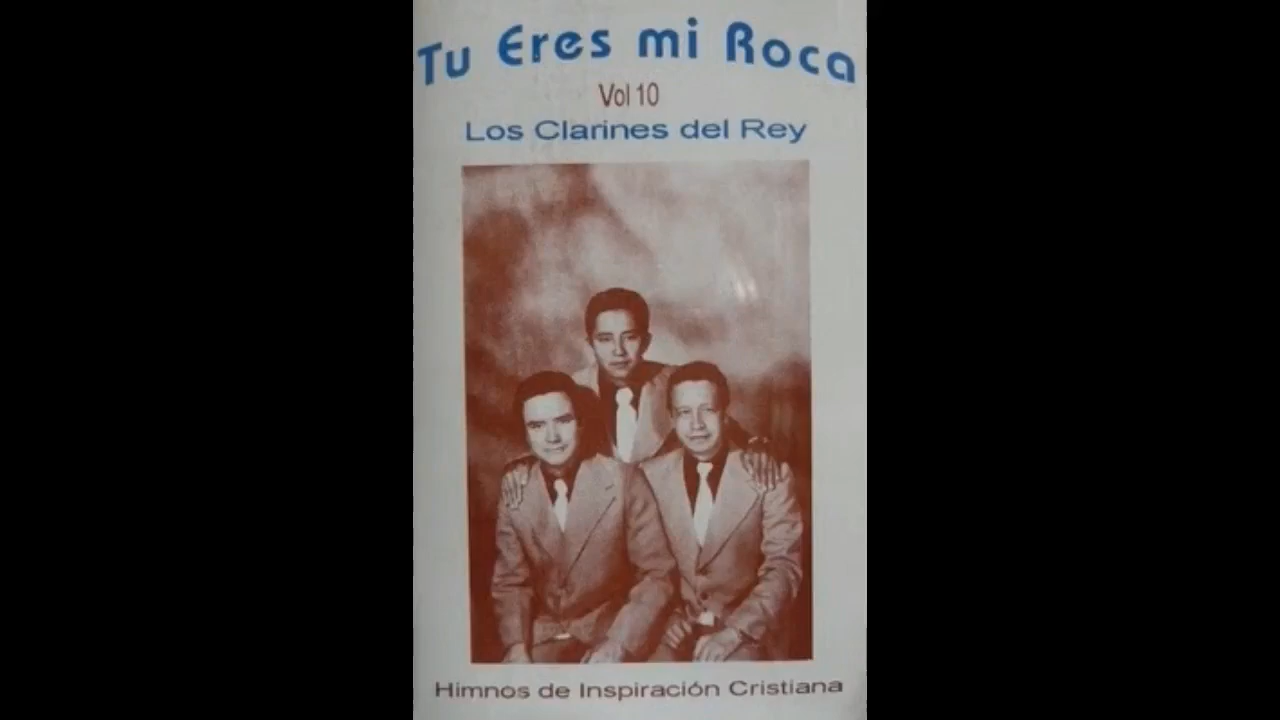 Tu Eres mi Roca
Vol 10
Los Clarines del Rey
Himnos de Inspiración Cristiana